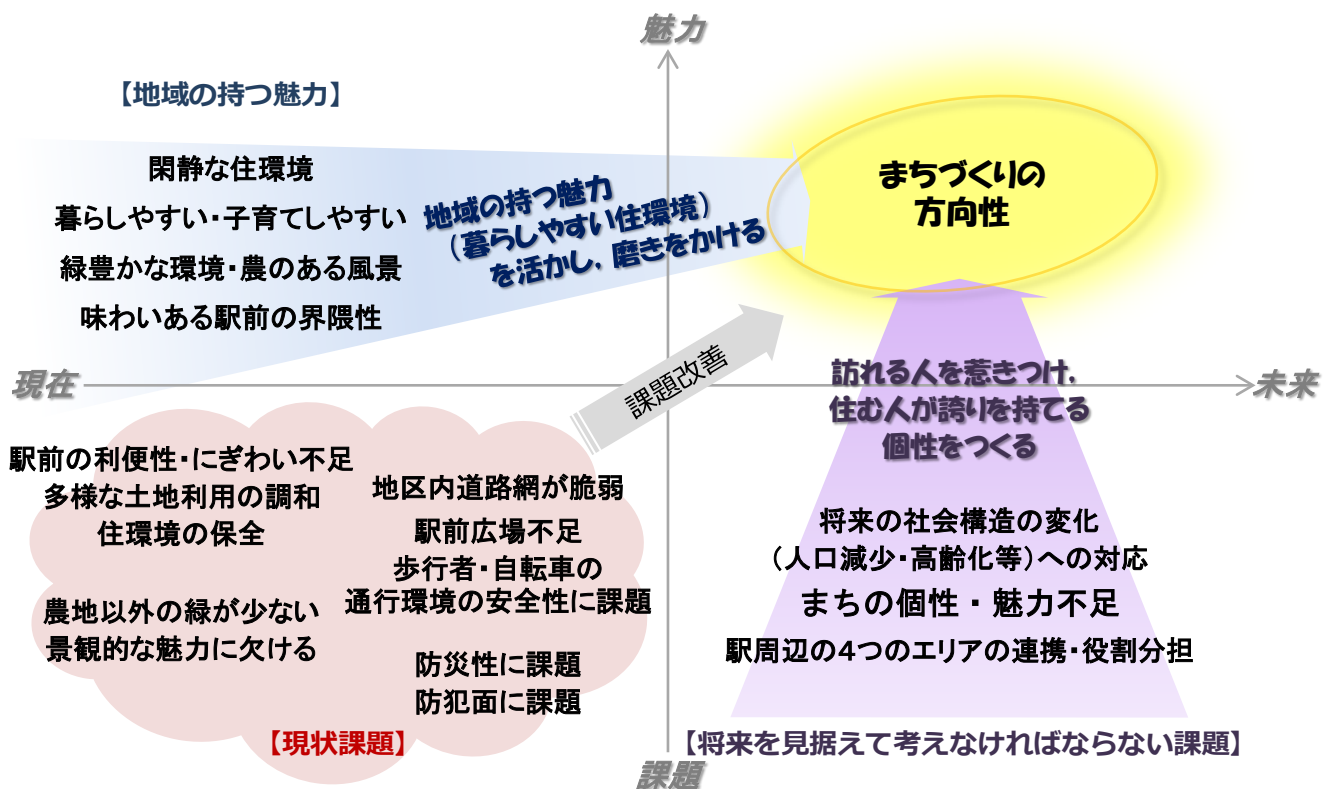 魅力
【地域の持つ魅力】
閑静な住環境
暮らしやすい・子育てしやすい
緑豊かな環境・農のある風景
味わいある駅前の界隈性
地域の持つ魅力
（暮らしやすい住環境）
を活かし，磨きをかける
まちづくりの
方向性
課題改善
現在
未来
訪れる人を惹きつけ，
住む人が誇りを持てる
個性をつくる
駅前の利便性・にぎわい不足
多様な土地利用の調和
住環境の保全
農地以外の緑が少ない
景観的な魅力に欠ける
地区内道路網が脆弱
駅前広場不足
歩行者・自転車の
通行環境の安全性に課題
防災性に課題
防犯面に課題
【現状課題】
将来の社会構造の変化
（人口減少・高齢化等）への対応
まちの個性・魅力不足
駅周辺の４つのエリアの連携・役割分担
【将来を見据えて考えなければならない課題】
課題